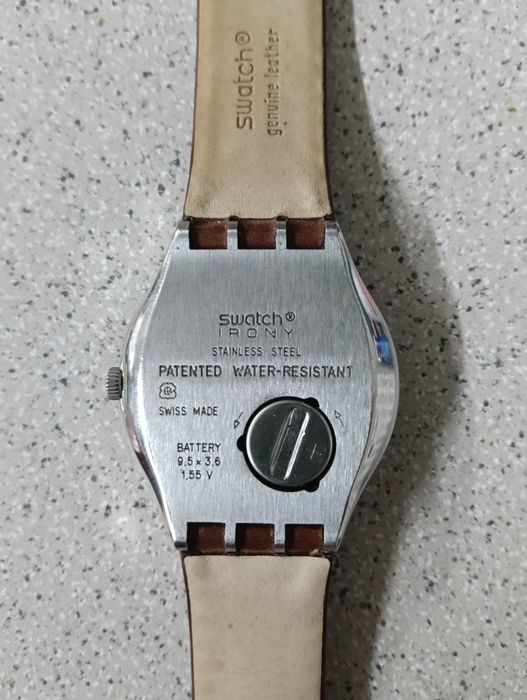 swatch®
genuine leather
swatch®
IRONY
STAINLESS STEEL
PATENTED WATER-RESISTANT
SWISS MADE
BATTERY
9,5 x 3,6
1,55 V